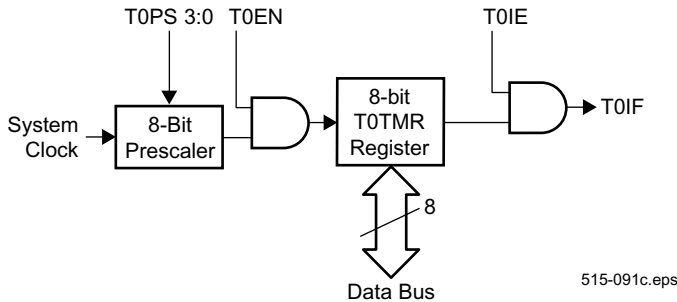 T0PS 3:0
T0EN
T0IE
System
Clock
8-Bit
Prescaler
8-bit
T0TMR
Register
T0IF
8
Data Bus
515-091c.eps